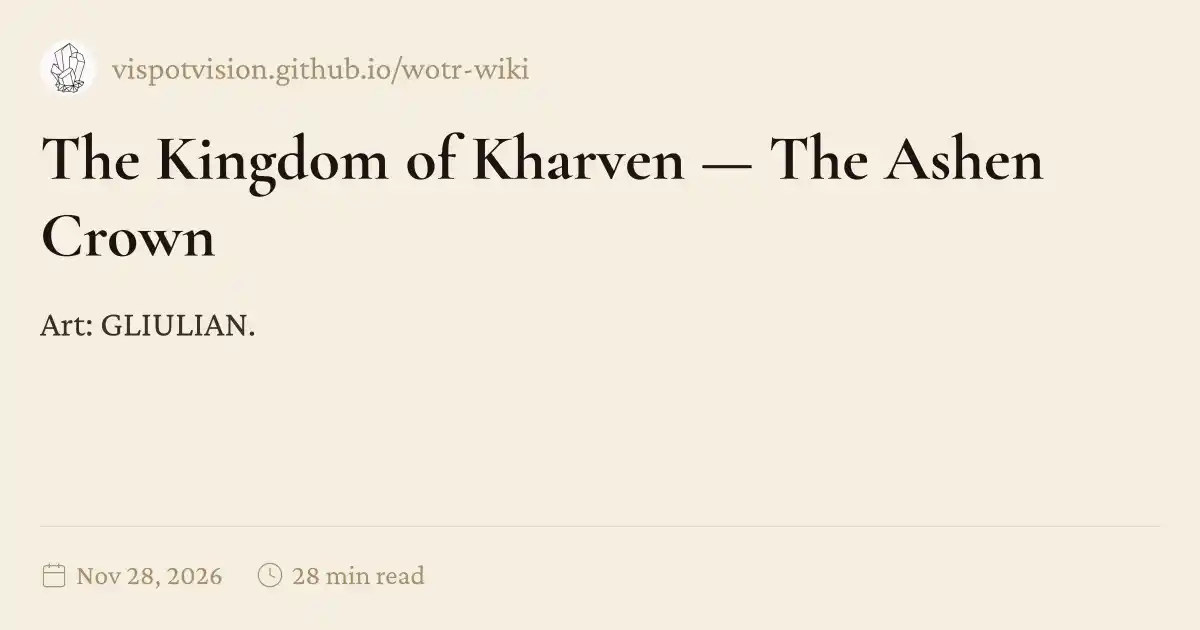 vispotvision.github.io/wotr-wiki
The Kingdom of Kharven — The Ashen
Crown
Art: GLIULIAN.
Nov 28, 2026
28 min read